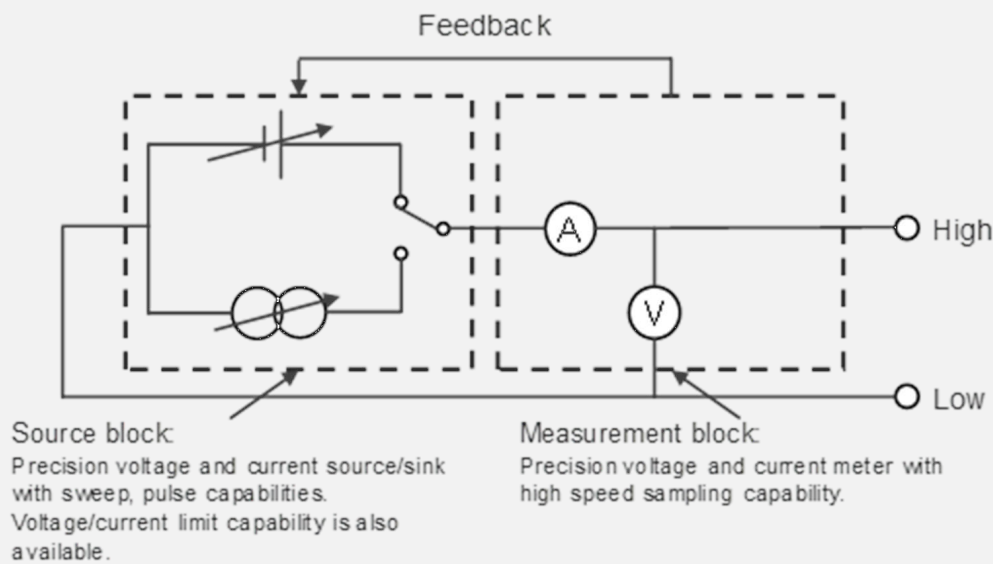 Feedback
A
High
V
Low
Source block:
Precision voltage and current source/sink
with sweep, pulse capabilities.
Voltage/current limit capability is also
available.
Measurement block:
Precision voltage and current meter with
high speed sampling capability.